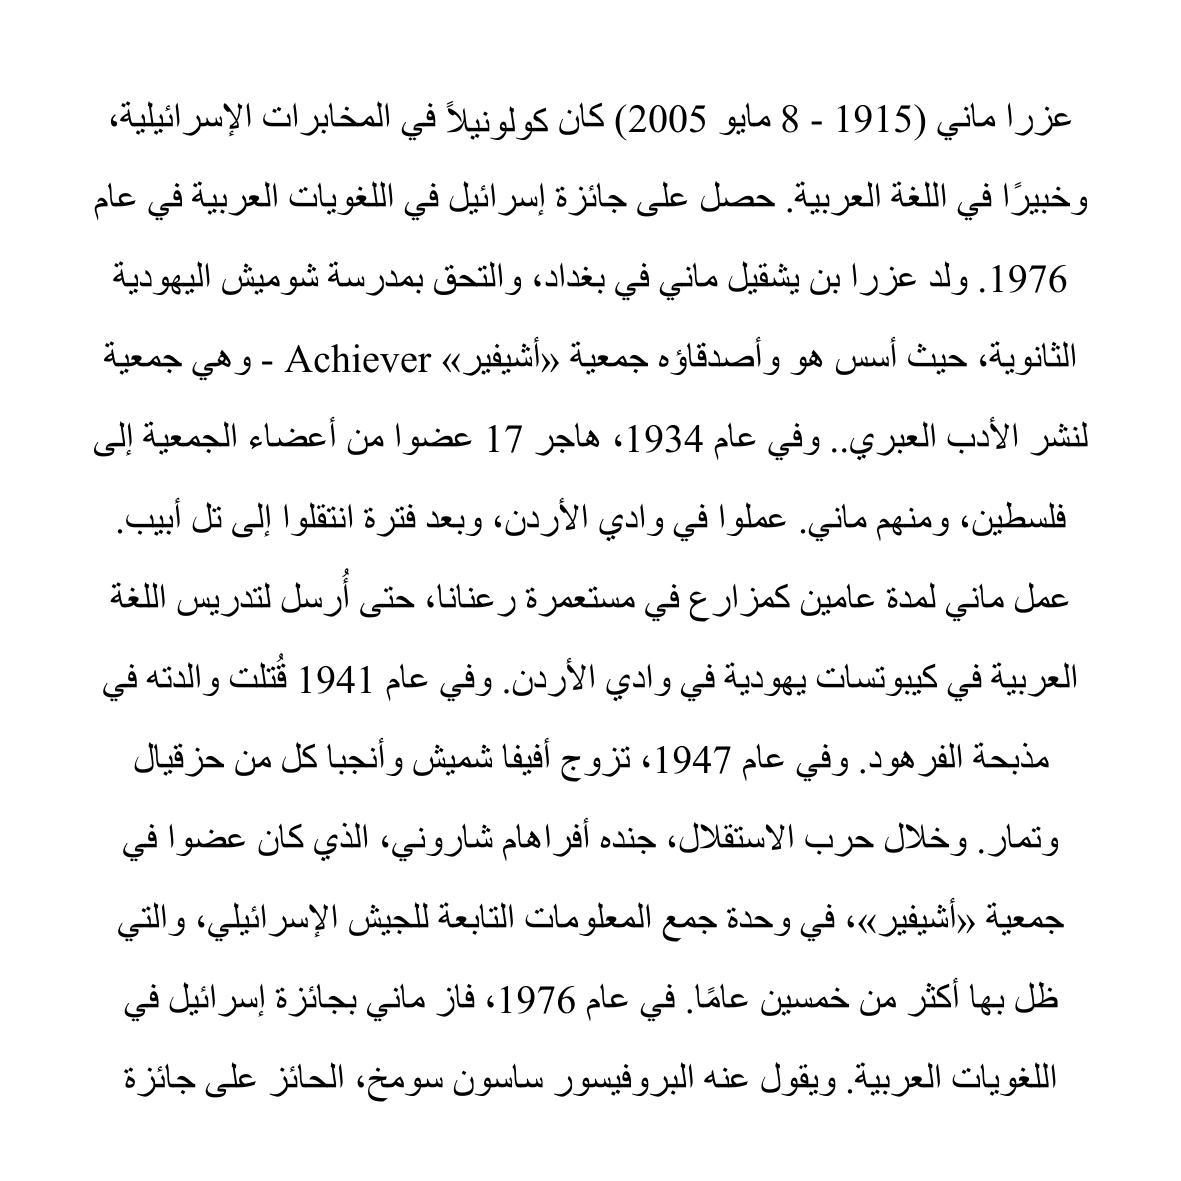 عزرا ماني (1915 - 8 مايو 2005) كان كولونيلاً في المخابرات الإسرائيلية،
وخبيرًا في اللغة العربية. حصل على جائزة إسرائيل في اللغويات العربية في عام
1976. ولد عزرا بن يشقيل ماني في بغداد، والتحق بمدرسة شوميش اليهودية
الثانوية، حيث أسس هو وأصدقاؤه جمعية «أشيفير» Achiever - وهي جمعية
لنشر الأدب العبري.. وفي عام 1934، هاجر 17 عضوا من أعضاء الجمعية إلى
فلسطين، ومنهم ماني. عملوا في وادي الأردن، وبعد فترة انتقلوا إلى تل أبيب.
عمل ماني لمدة عامين كمزارع في مستعمرة رعنانا، حتى أُرسل لتدريس اللغة
العربية في كيبوتسات يهودية في وادي الأردن. وفي عام 1941 قُتلت والدته في
مذبحة الفرهود. وفي عام 1947، تزوج أفيفا شميش وأنجبا كل من حزقيال
وتمار. وخلال حرب الاستقلال، جنده أفراهام شاروني، الذي كان عضوا في
جمعية «أشيفير»، في وحدة جمع المعلومات التابعة للجيش الإسرائيلي، والتي
ظل بها أكثر من خمسين عامًا. في عام 1976، فاز ماني بجائزة إسرائيل في
اللغويات العربية. ويقول عنه البروفيسور ساسون سومخ، الحائز على جائزة